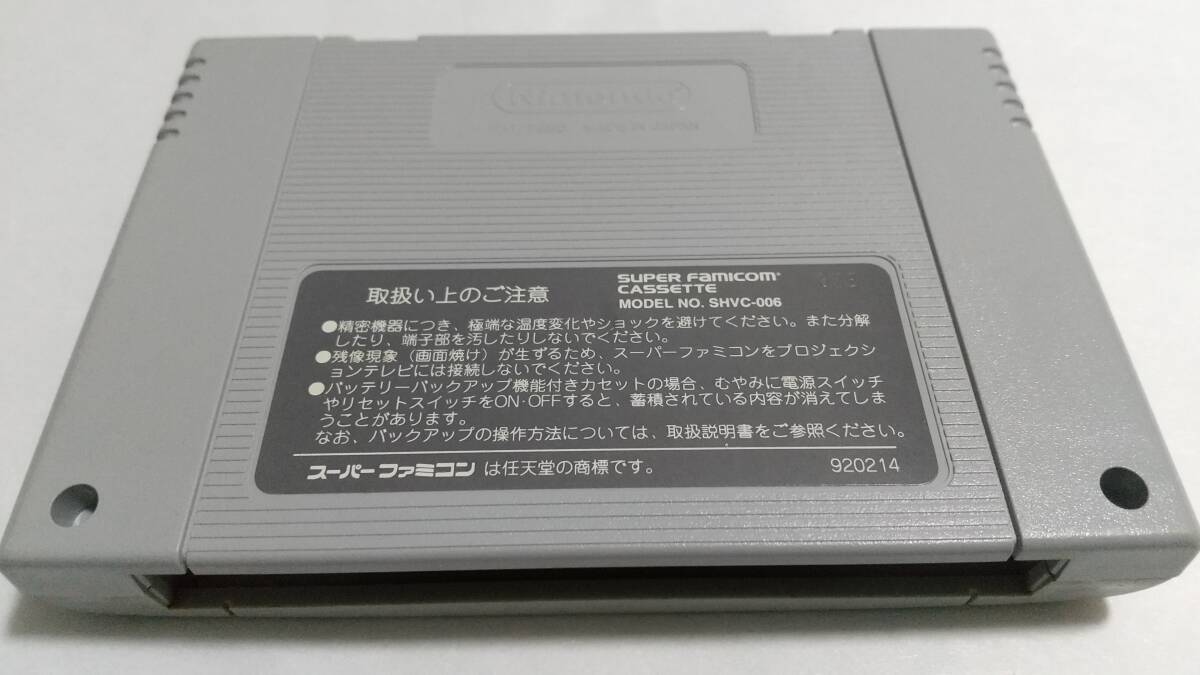 Nintendo
取扱い上のご注意
SUPER FAMICOM
CASSETTE
MODEL NO. SHVC-006
●精密機器につき、極端な温度変化やショックを避けてください。また分解
したり、端子部を汚したりしないでください。
●残像現象（画面焼け）が生ずるため、スーパーファミコンをプロジェクシ
ョンテレビには接続しないでください。
●バッテリーバックアップ機能付きカセットの場合、むやみに電源スイッチ
やリセットスイッチをON·OFFすると、蓄積されている内容が消えてしま
うことがあります。
なお、バックアップの操作方法については、取扱説明書をご参照ください。
スーパーファミコン は任天堂の商標です。
920214